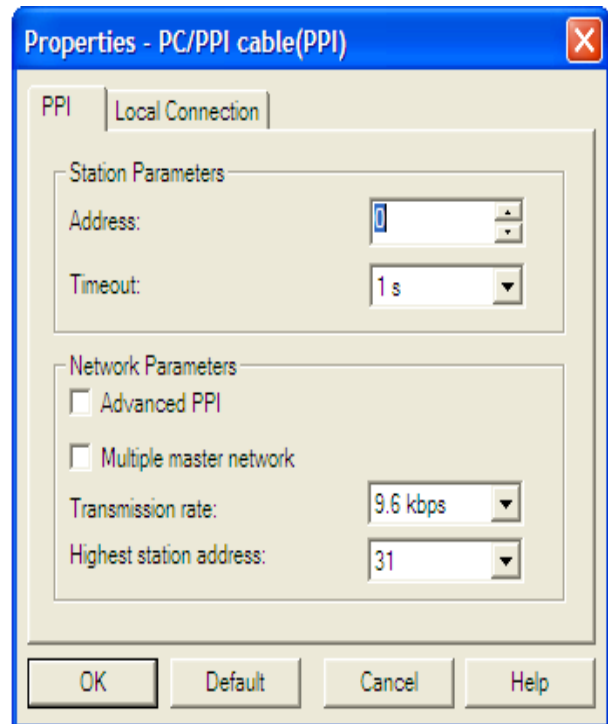 Properties - PC/PPI cable(PPI)
PPI Local Connection
Station Parameters
Address: 0
Timeout: 1 s
Network Parameters
Advanced PPI
Multiple master network
Transmission rate: 9.6 kbps
Highest station address: 31
OK Default Cancel Help